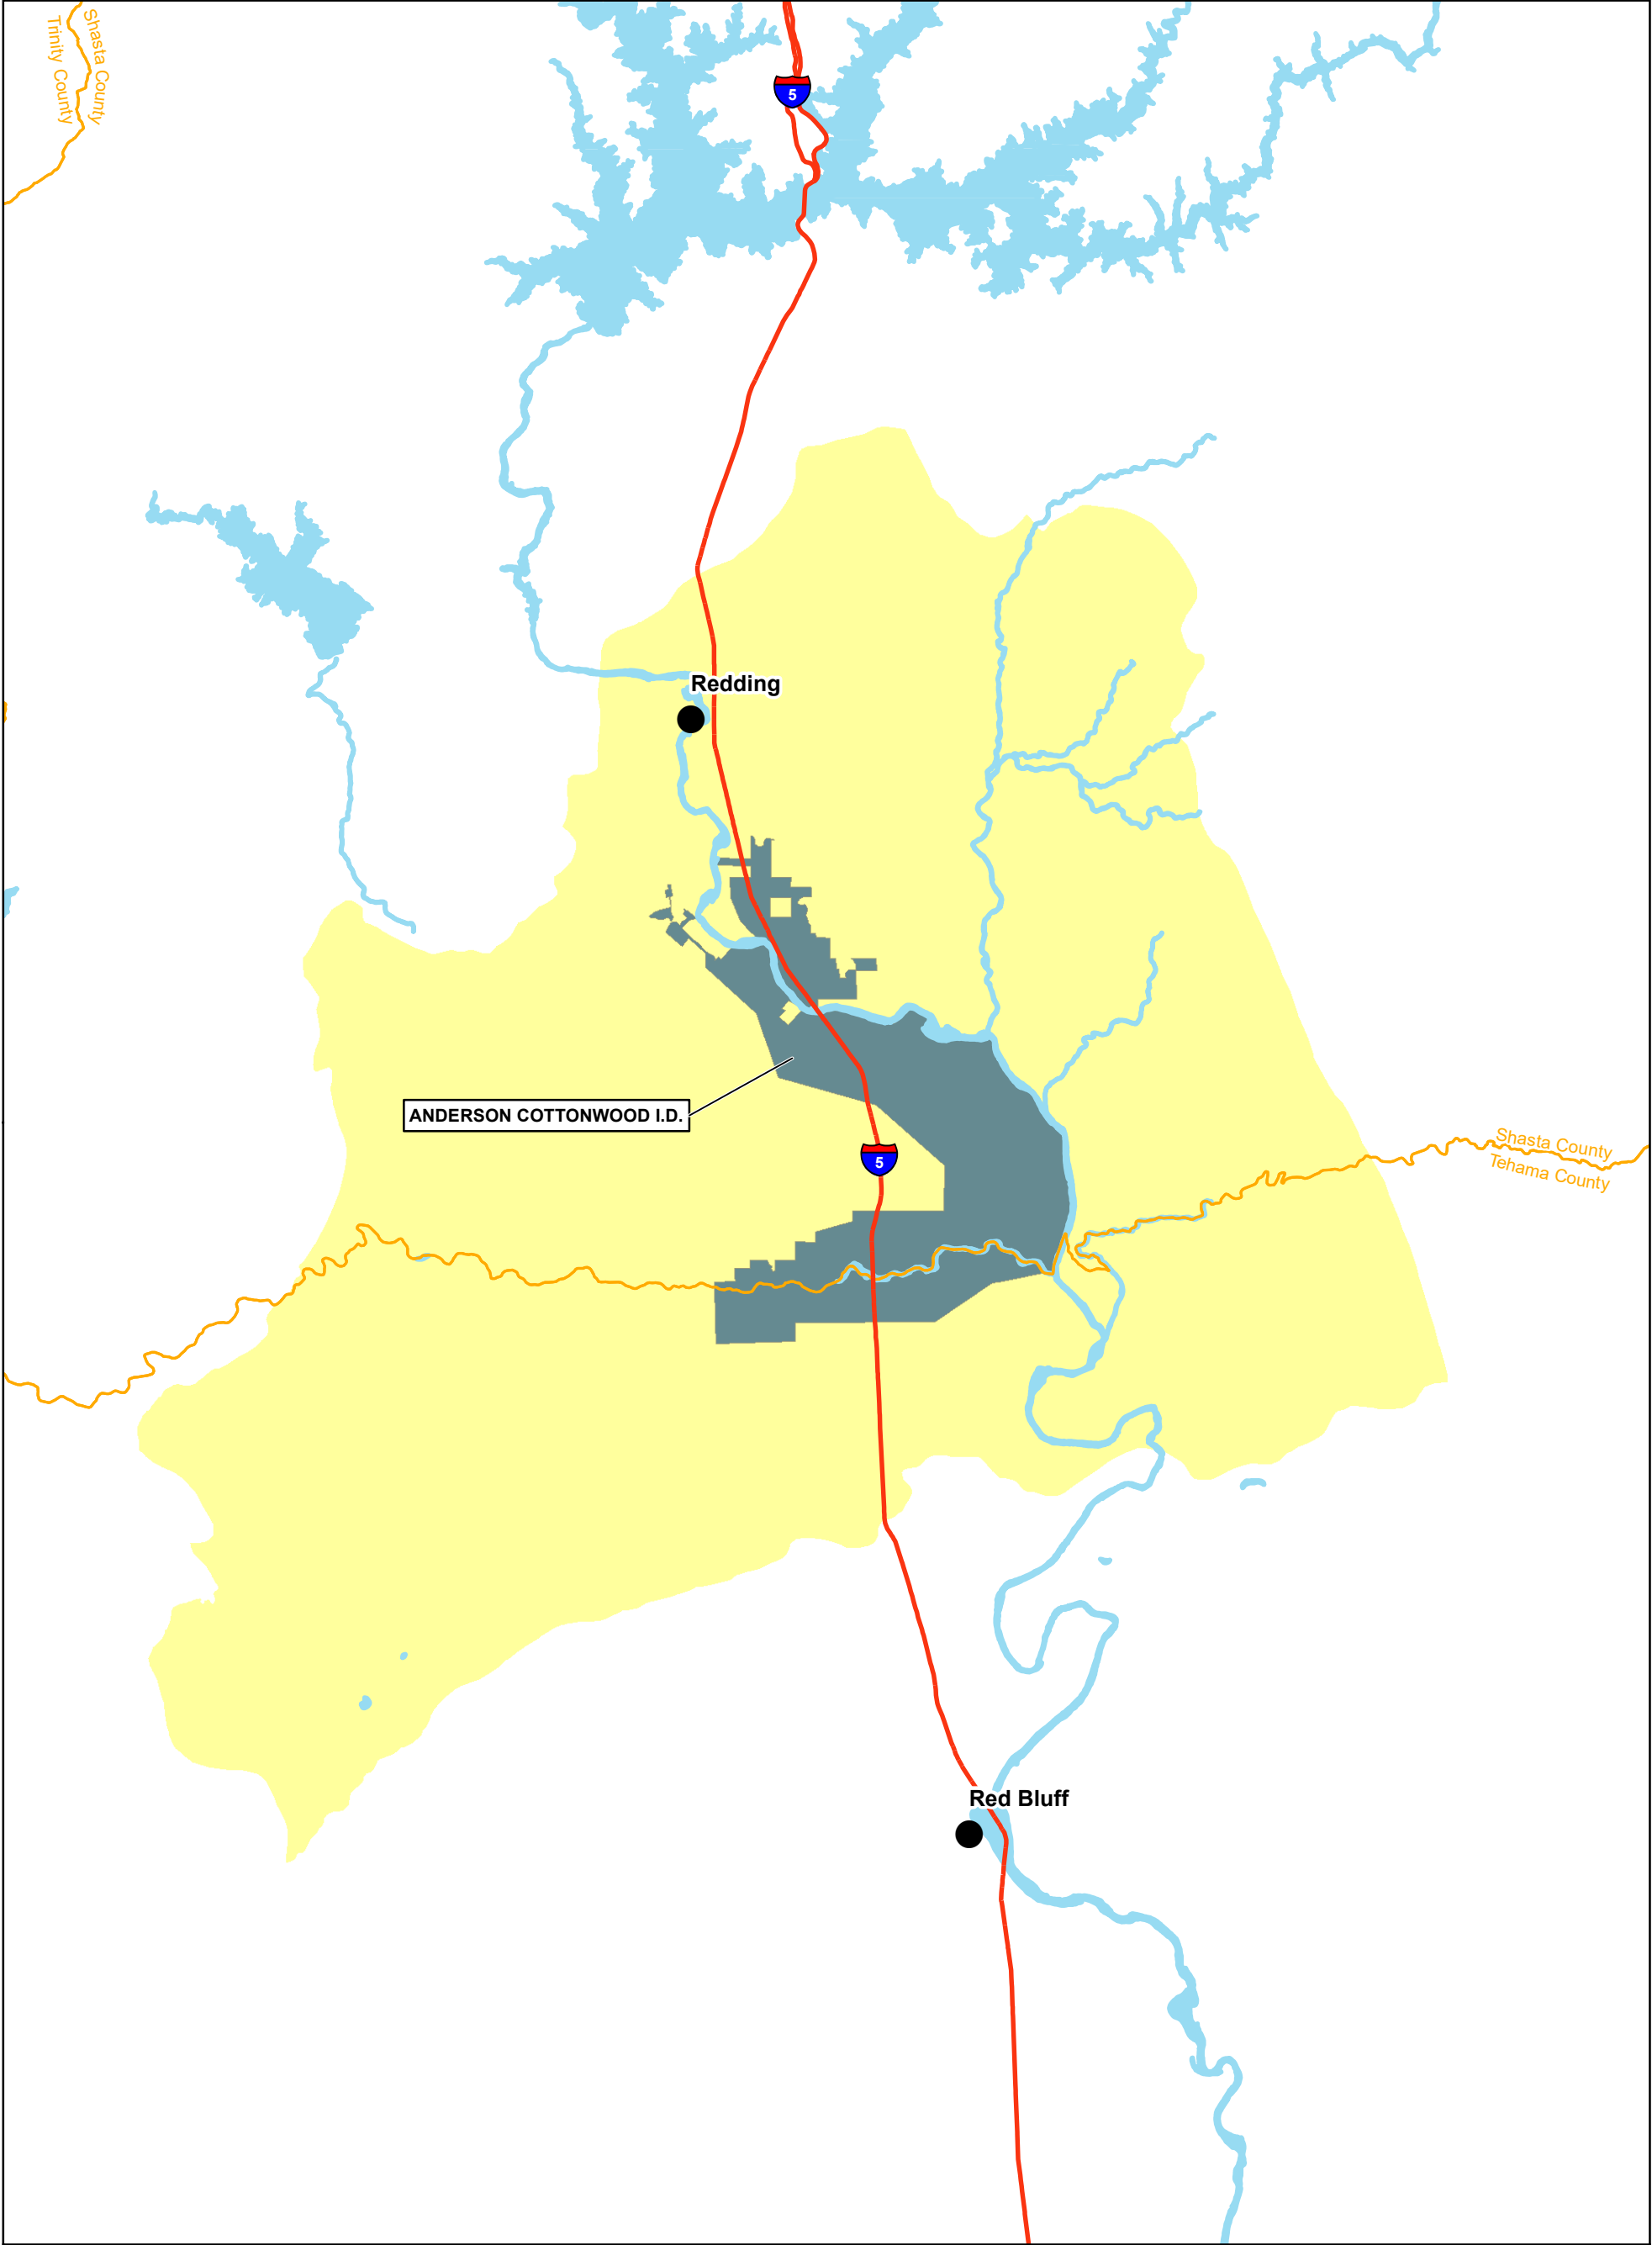 Shasta County
Trinity County
5
Redding
ANDERSON COTTONWOOD I.D.
5
Shasta County
Tehama County
Red Bluff